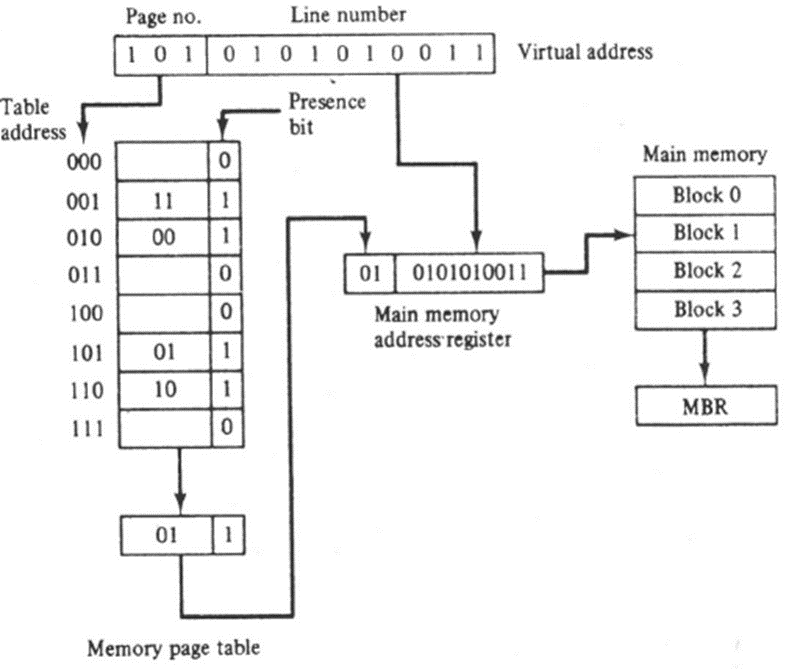 Page no. Line number
1 0 1 0 1 0 1 0 1 0 0 1 1 Virtual address
Table
address
Presence
bit
000 0
001 11 1
010 00 1
011 0
100 0
101 01 1
110 10 1
111 0
01 1
Memory page table
01 0101010011
Main memory
address register
Main memory
Block 0
Block 1
Block 2
Block 3
MBR